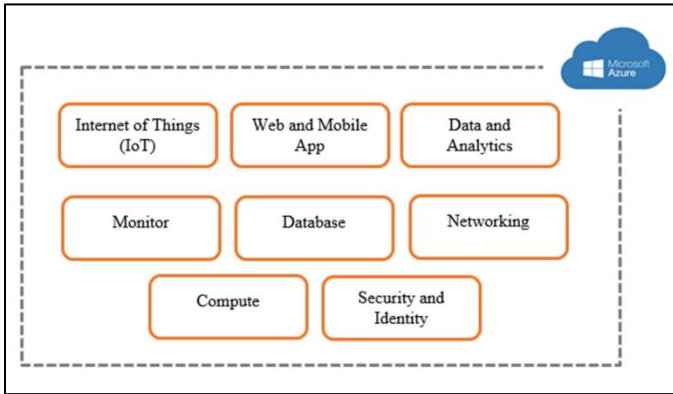 Microsoft
Azure
Internet of Things
(IoT)
Web and Mobile
App
Data and
Analytics
Monitor
Database
Networking
Compute
Security and
Identity